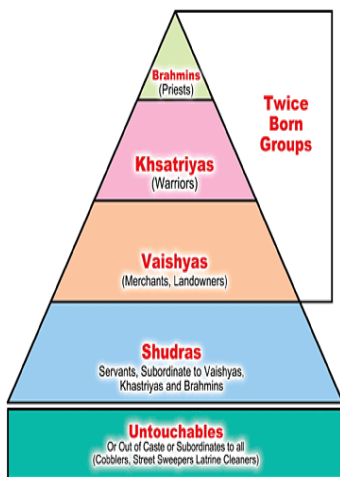 Brahmins
(Priests)
Twice
Born
Groups
Khsatriyas
(Warriors)
Vaishyas
(Merchants, Landowners)
Shudras
Servants, Subordinate to Vaishyas,
Khastriyas and Brahmins
Untouchables
Or Out of Caste or Subordinates to all
(Cobblers, Street Sweepers Latrine Cleaners)